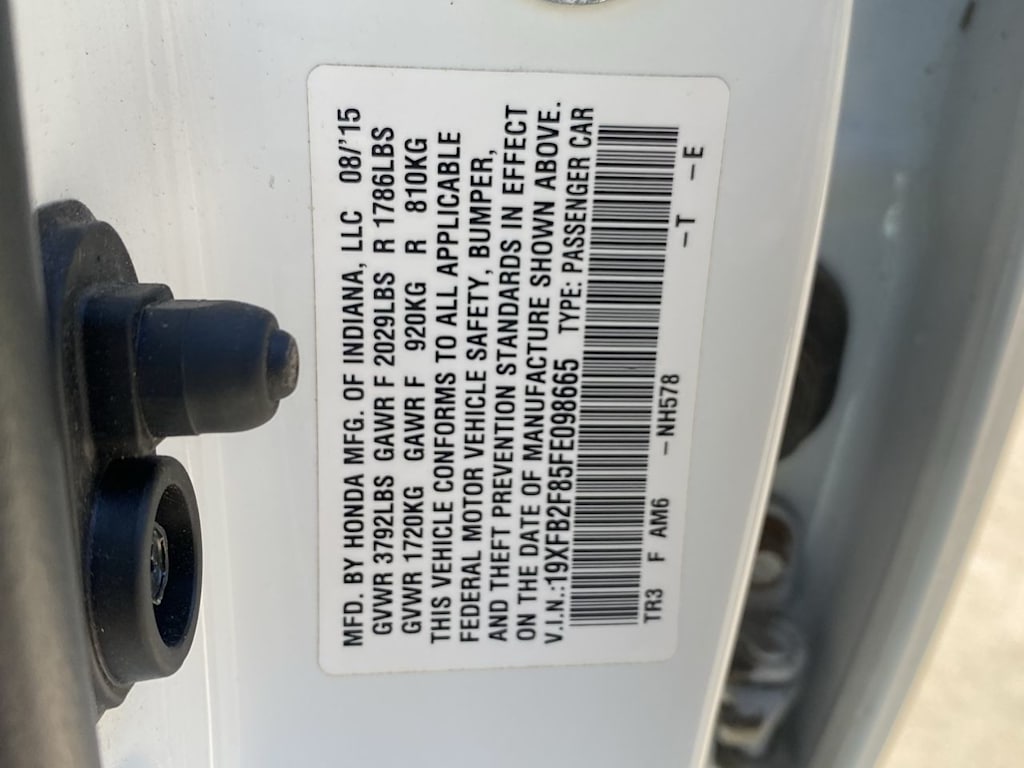 MFD. BY HONDA MFG. OF INDIANA, LLC 08/'15
GVWR 3792LBS GAWR F 2029LBS R 1786LBS
GVWR 1720KG GAWR F 920KG R 810KG
THIS VEHICLE CONFORMS TO ALL APPLICABLE
FEDERAL MOTOR VEHICLE SAFETY, BUMPER,
AND THEFT PREVENTION STANDARDS IN EFFECT
ON THE DATE OF MANUFACTURE SHOWN ABOVE.
V.I.N.:19XFB2F85FE098665 TYPE: PASSENGER CAR
TR3 F AM6 -NH578 -T -E